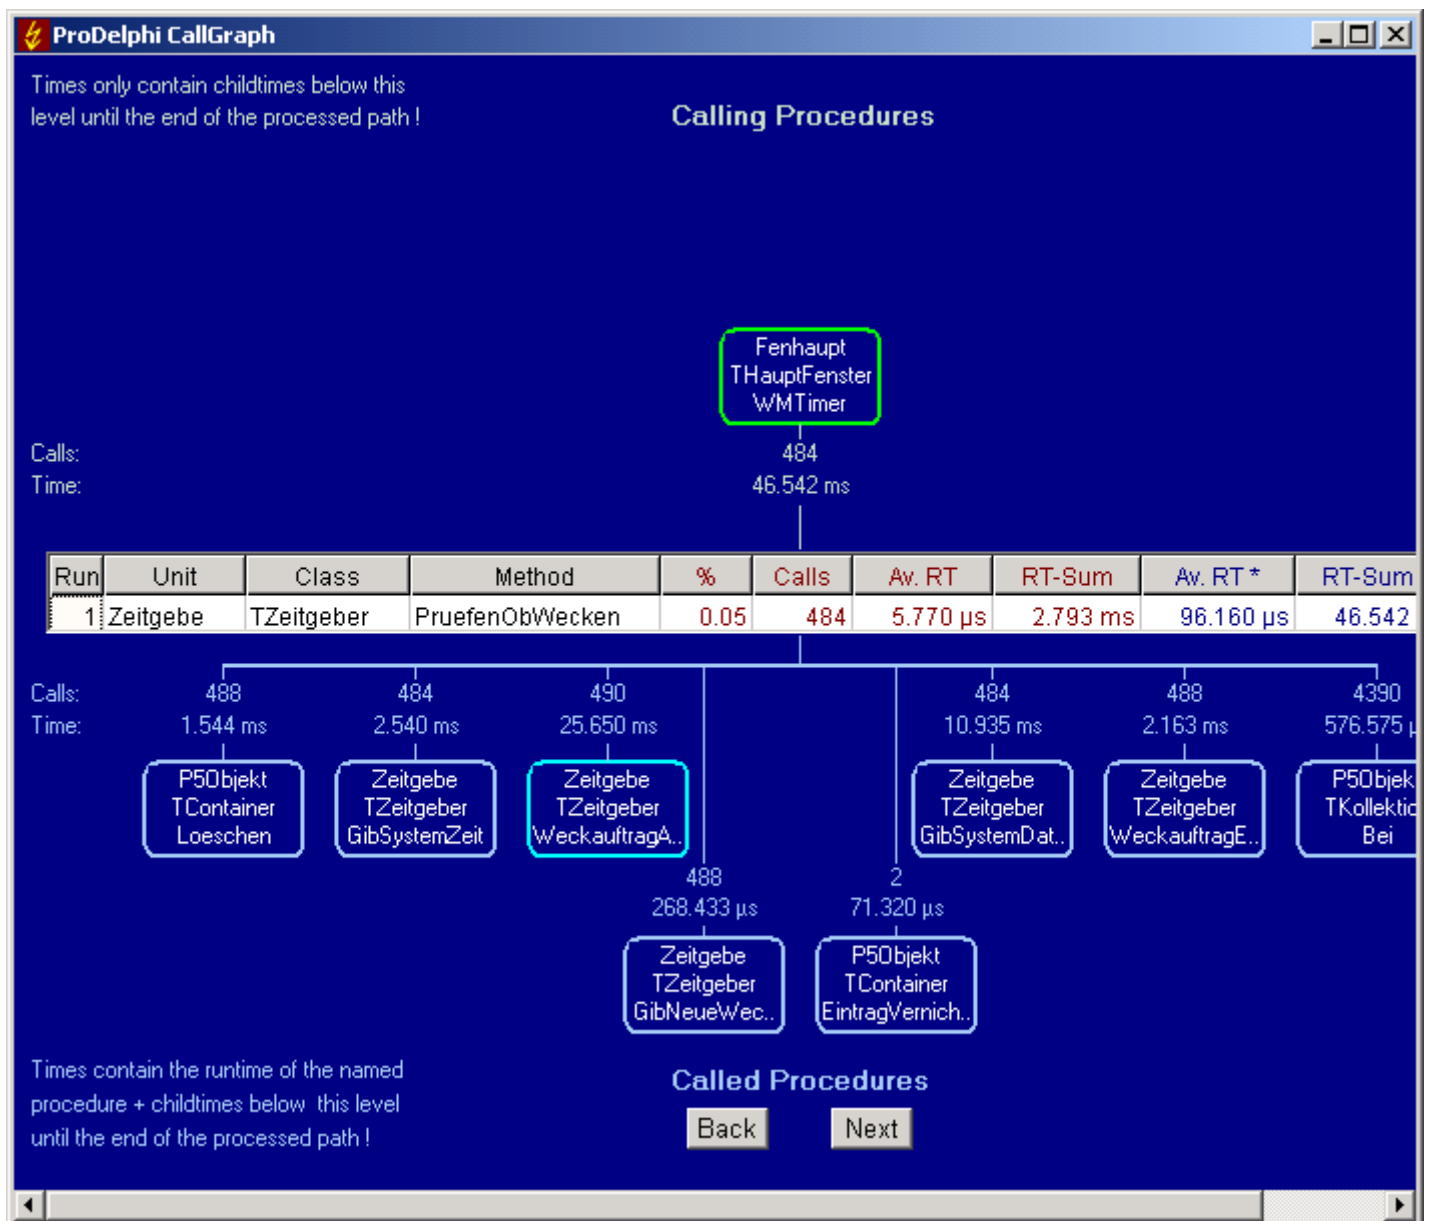 ProDelphi CallGraph
Times only contain childtimes below this
level until the end of the processed path !
Calling Procedures
Fenhaupt
THauptFenster
WMTimer
Calls: 484
Time: 46.542 ms
Run Unit Class Method % Calls Av. RT RT-Sum Av. RT * RT-Sum
1 Zeitgebe TZeitgeber PruefenObWecken 0.05 484 5.770 µs 2.793 ms 96.160 µs 46.542
Calls: 488 484 490 484 488 4390
Time: 1.544 ms 2.540 ms 25.650 ms 10.935 ms 2.163 ms 576.575 µ
P5Objekt Zeitgebe Zeitgebe Zeitgebe Zeitgebe P5Objek
TContainer TZeitgeber TZeitgeber TZeitgeber TZeitgeber TKollektio
Loeschen GibSystemZeit WeckauftragA.. GibSystemDat.. WeckauftragE.. Bei
488 2
268.433 µs 71.320 µs
Zeitgebe P5Objekt
TZeitgeber TContainer
GibNeueWec.. EintragVernich..
Times contain the runtime of the named
procedure + childtimes below this level
until the end of the processed path !
Called Procedures
Back Next